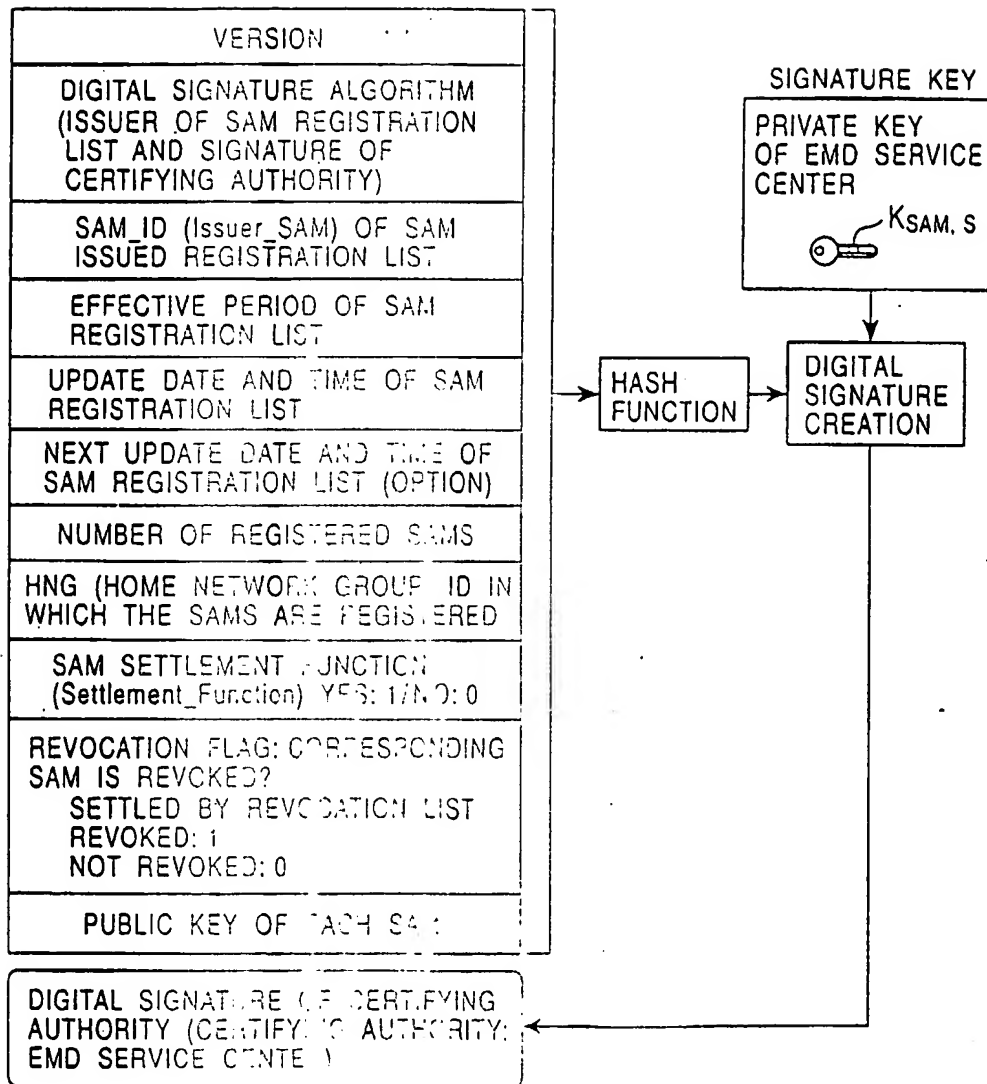 VERSION
DIGITAL SIGNATURE ALGORITHM
(ISSUER OF SAM REGISTRATION
LIST AND SIGNATURE OF
CERTIFYING AUTHORITY)
SAM_ID (Issuer_SAM) OF SAM
ISSUED REGISTRATION LIST
EFFECTIVE PERIOD OF SAM
REGISTRATION LIST
UPDATE DATE AND TIME OF SAM
REGISTRATION LIST
NEXT UPDATE DATE AND TIME OF
SAM REGISTRATION LIST (OPTION)
NUMBER OF REGISTERED SAMS
HNG (HOME NETWORK GROUP ID IN
WHICH THE SAMS ARE REGISTERED
SAM SETTLEMENT FUNCTION
(Settlement_Function) YES: 1/NO: 0
REVOCATION FLAG: CORRESPONDING
SAM IS REVOKED?
SETTLED BY REVOCATION LIST
REVOKED: 1
NOT REVOKED: 0
PUBLIC KEY OF EACH SAM
DIGITAL SIGNATURE OF CERTIFYING
AUTHORITY (CERTIFYING AUTHORITY:
EMD SERVICE CENTER)
HASH
FUNCTION
SIGNATURE KEY
PRIVATE KEY
OF EMD SERVICE
CENTER
KSAM, S
DIGITAL
SIGNATURE
CREATION